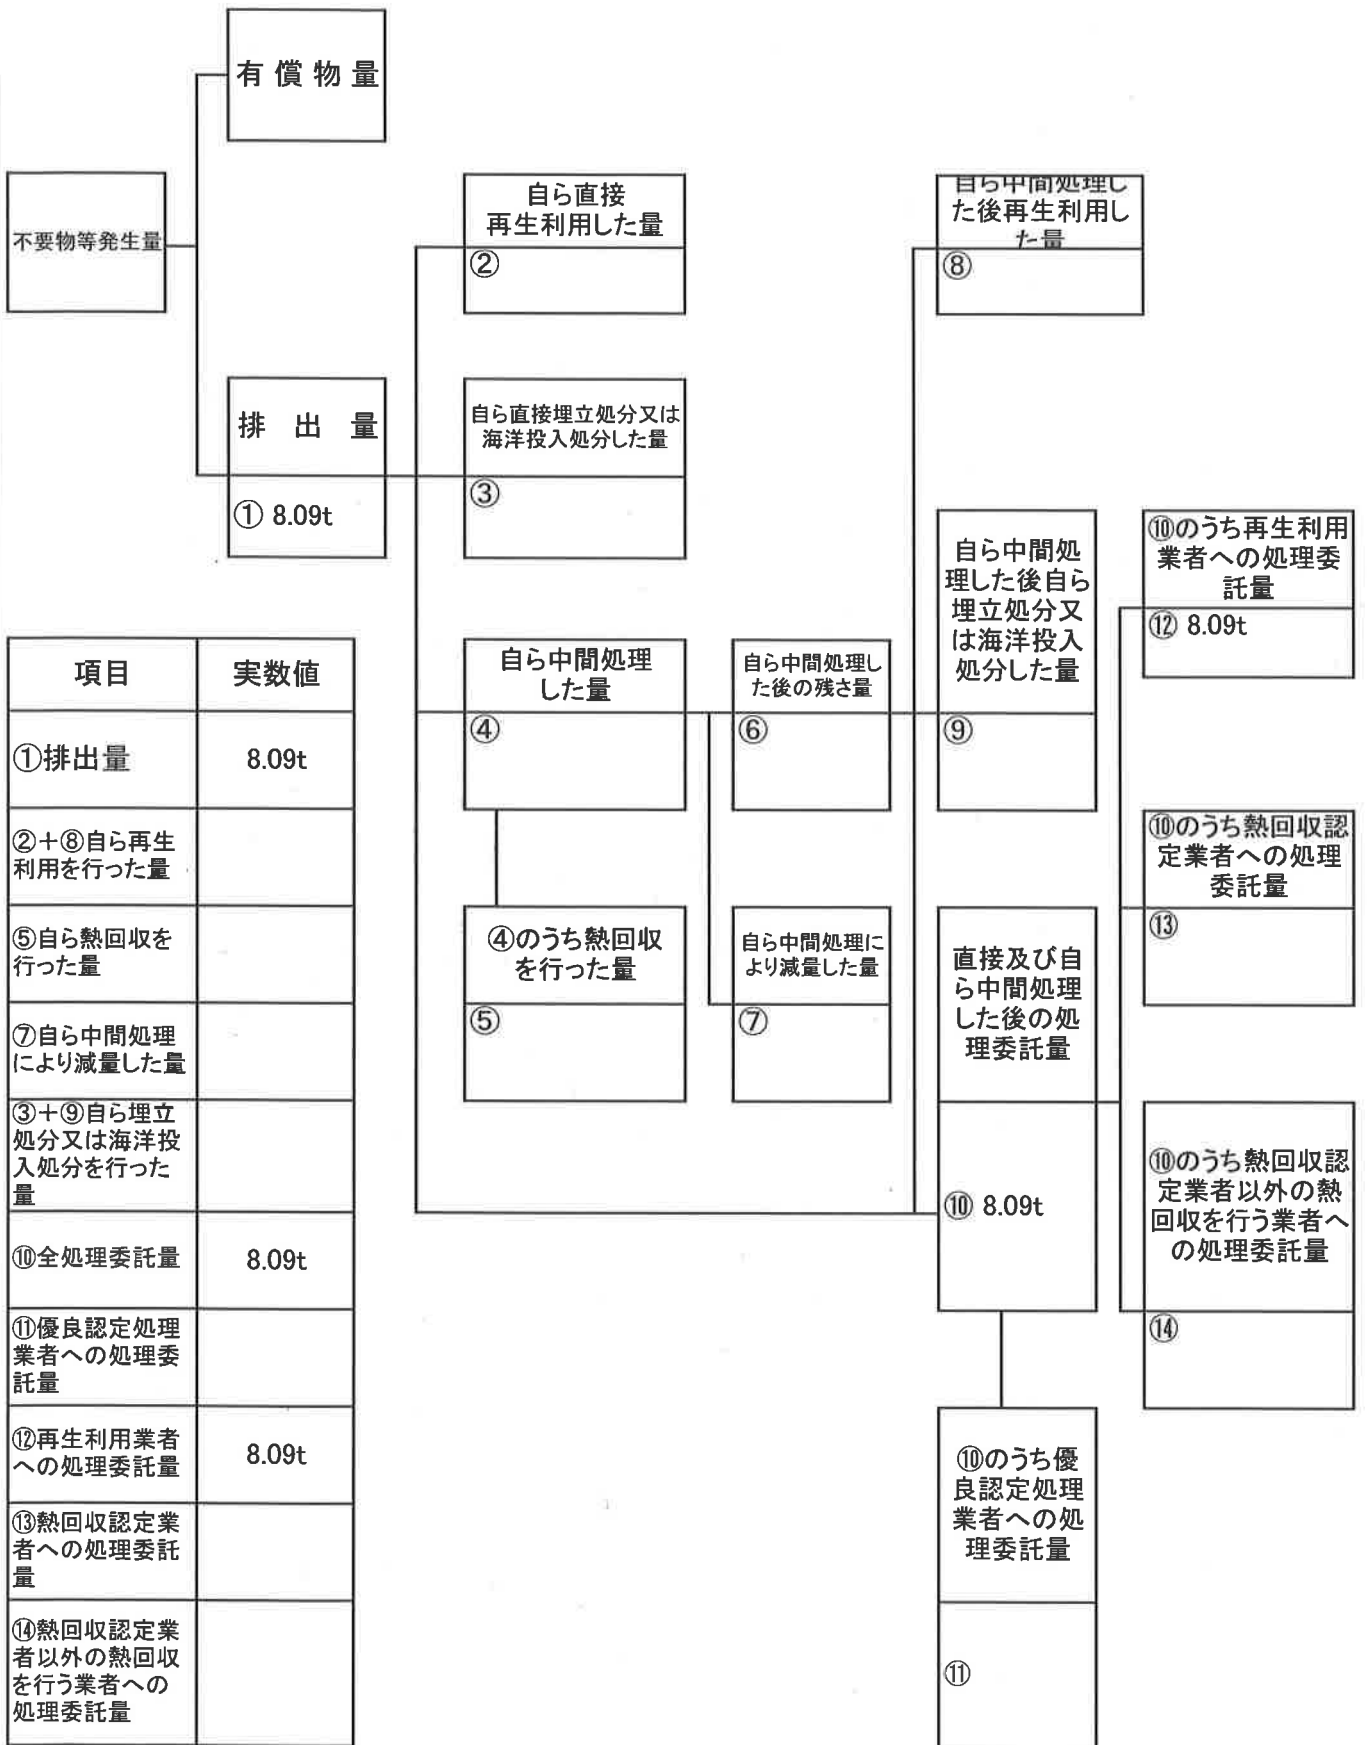 有償物量
不要物等発生量
自ら直接
再生利用した量
②
自ら中間処理し
た後再生利用し
た量
⑧
排出量
① 8.09t
自ら直接埋立処分又は
海洋投入処分した量
③
自ら中間処
理した後自ら
埋立処分又
は海洋投入
処分した量
⑨
⑩のうち再生利用
業者への処理委
託量
⑫ 8.09t
自ら中間処理
した量
④
自ら中間処理し
た後の残さ量
⑥
⑩のうち熱回収認
定業者への処理
委託量
⑬
④のうち熱回収
を行った量
⑤
自ら中間処理に
より減量した量
⑦
直接及び自
ら中間処理
した後の処
理委託量
⑩ 8.09t
⑩のうち熱回収認
定業者以外の熱
回収を行う業者へ
の処理委託量
⑭
⑩のうち優
良認定処理
業者への処
理委託量
⑪
項目 実数値
①排出量 8.09t
②+⑧自ら再生
利用を行った量
⑤自ら熱回収を
行った量
⑦自ら中間処理
により減量した量
③+⑨自ら埋立
処分又は海洋投
入処分を行った
量
⑩全処理委託量 8.09t
⑪優良認定処理
業者への処理委
託量
⑫再生利用業者
への処理委託量 8.09t
⑬熱回収認定業
者への処理委託
量
⑭熱回収認定業
者以外の熱回収
を行う業者への
処理委託量